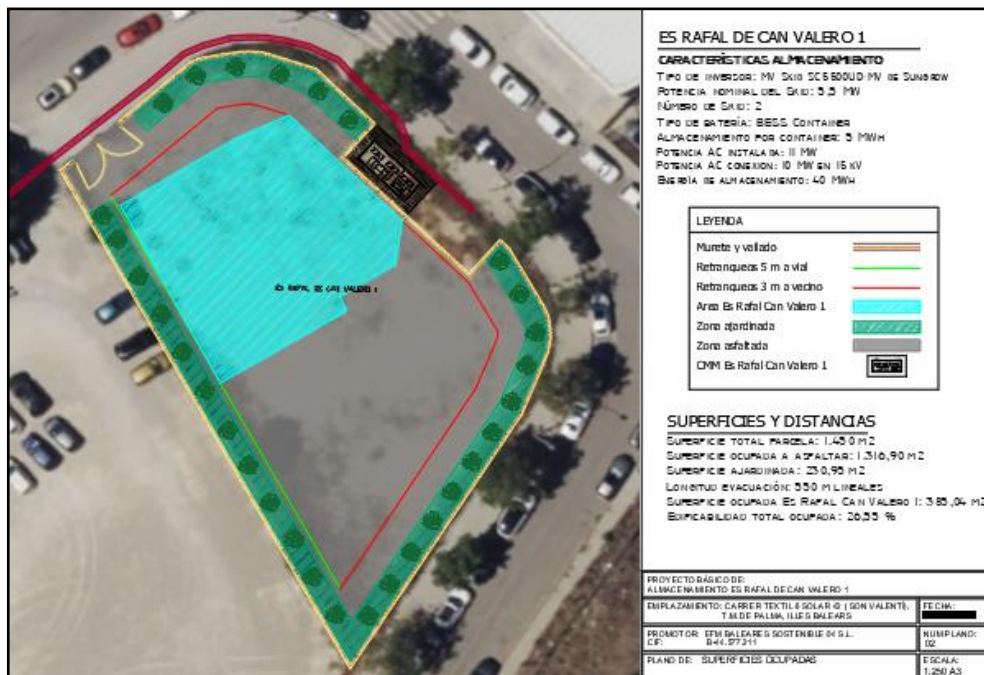 ES RAFAL DE CAN VALERO 1
CARACTERÍSTICAS ALMACENAMIENTO
TIPO DE INVERSOR: MV SKID SC5500UD-MV DE SUNGROW
POTENCIA NOMINAL DEL SKID: 5,5 MW
NÚMERO DE SKID: 2
TIPO DE BATERÍA: BESS CONTAINER
ALMACENAMIENTO POR CONTAINER: 5 MWH
POTENCIA AC INSTALADA: 11 MW
POTENCIA AC CONEXION: 10 MW EN 15 KV
ENERGÍA DE ALMACENAMIENTO: 40 MWH
LEYENDA
Murete y vallado
Retranqueos 5 m a vial
Retranqueos 3 m a vecino
Area Es Rafal Can Valero 1
Zona ajardinada
Zona asfaltada
CMM Es Rafal Can Valero 1
ES RAFAL DE CAN VALERO 1
SUPERFICIES Y DISTANCIAS
SUPERFICIE TOTAL PARCELA: 1.450 M2
SUPERFICIE OCUPADA A ASFALTAR: 1.316,90 M2
SUPERFICIE AJARDINADA: 230,95 M2
LONGITUD EVACUACIÓN: 550 M LINEALES
SUPERFICIE OCUPADA ES RAFAL CAN VALERO 1: 385,04 M2
EDIFICABILIDAD TOTAL OCUPADA: 26,55 %
PROYECTO BÁSICO DE:
ALMACENAMIENTO ES RAFAL DE CAN VALERO 1
EMPLAZAMIENTO: CARRER TEXTIL 6 SOLAR (SON VALENTÍ),
T.M. DE PALMA, ILLES BALEARS
FECHA:
PROMOTOR: EFM BALEARES SOSTENIBLE 04 S.L.
CIF:
NUM PLANO:
02
PLANO DE: SUPERFICIES OCUPADAS
ESCALA:
1:250 A3